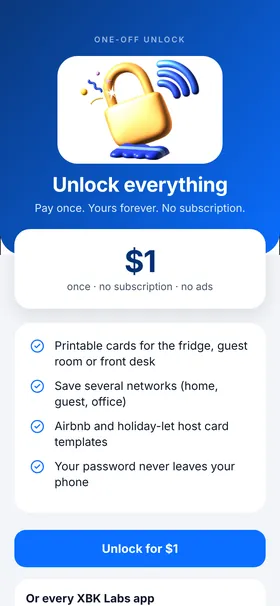 ONE-OFF UNLOCK
Unlock everything
Pay once. Yours forever. No subscription.
$1
once · no subscription · no ads
Printable cards for the fridge, guest
room or front desk
Save several networks (home,
guest, office)
Airbnb and holiday-let host card
templates
Your password never leaves your
phone
Unlock for $1
Or every XBK Labs app